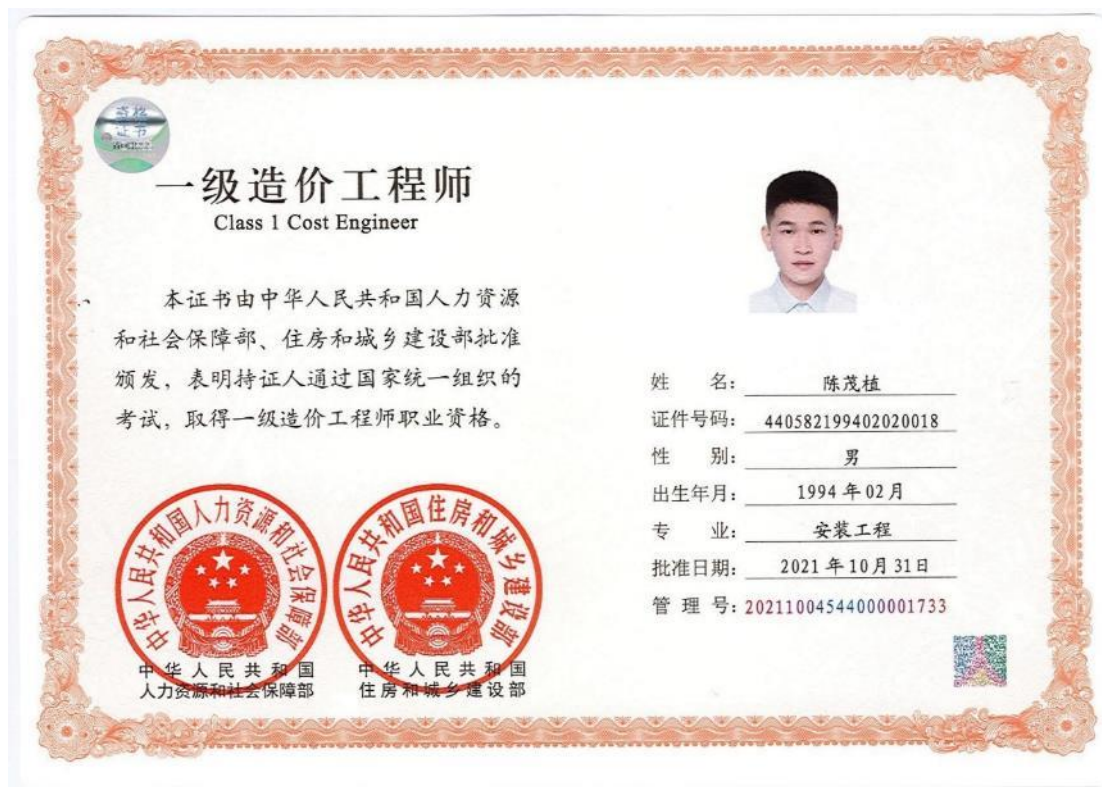 资格
证书
一级造价工程师
Class 1 Cost Engineer
本证书由中华人民共和国人力资源
和社会保障部、住房和城乡建设部批准
颁发，表明持证人通过国家统一组织的
考试，取得一级造价工程师职业资格。
姓 名：陈茂植
证件号码：440582199402020018
性 别：男
出生年月：1994年02月
专 业：安装工程
批准日期：2021年10月31日
管 理 号：20211004544000001733
中华人民共和国人力资源和社会保障部
中华人民共和国住房和城乡建设部
中华人民共和国
人力资源和社会保障部
中华人民共和国
住房和城乡建设部